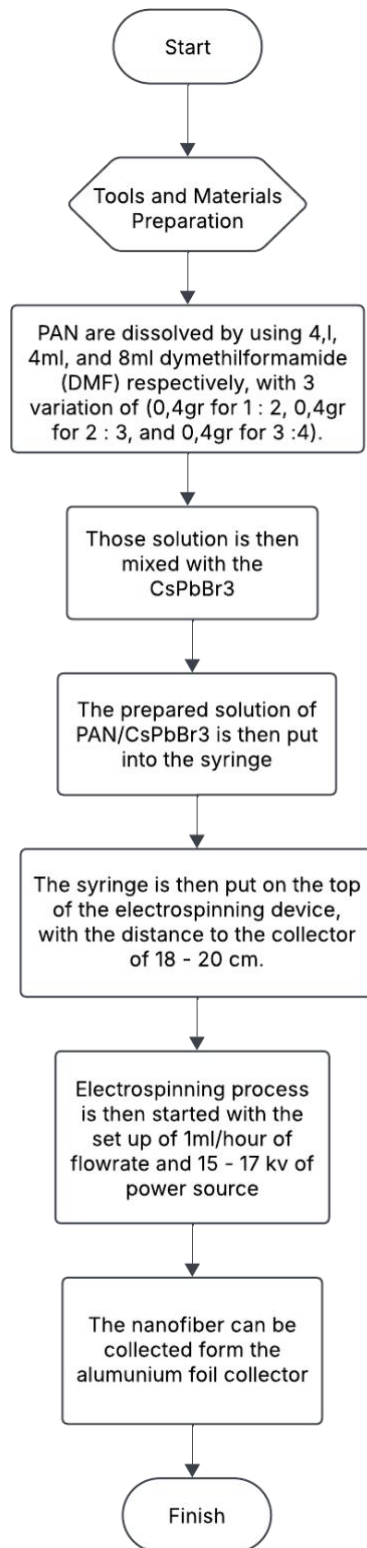 Start
Tools and Materials
Preparation
PAN are dissolved by using 4,l,
4ml, and 8ml dymethilformamide
(DMF) respectively, with 3
variation of (0,4gr for 1 : 2, 0,4gr
for 2 : 3, and 0,4gr for 3 :4).
Those solution is then
mixed with the
CsPbBr3
The prepared solution of
PAN/CsPbBr3 is then put
into the syringe
The syringe is then put on the top
of the electrospinning device,
with the distance to the collector
of 18 - 20 cm.
Electrospinning process
is then started with the
set up of 1ml/hour of
flowrate and 15 - 17 kv of
power source
The nanofiber can be
collected form the
alumunium foil collector
Finish